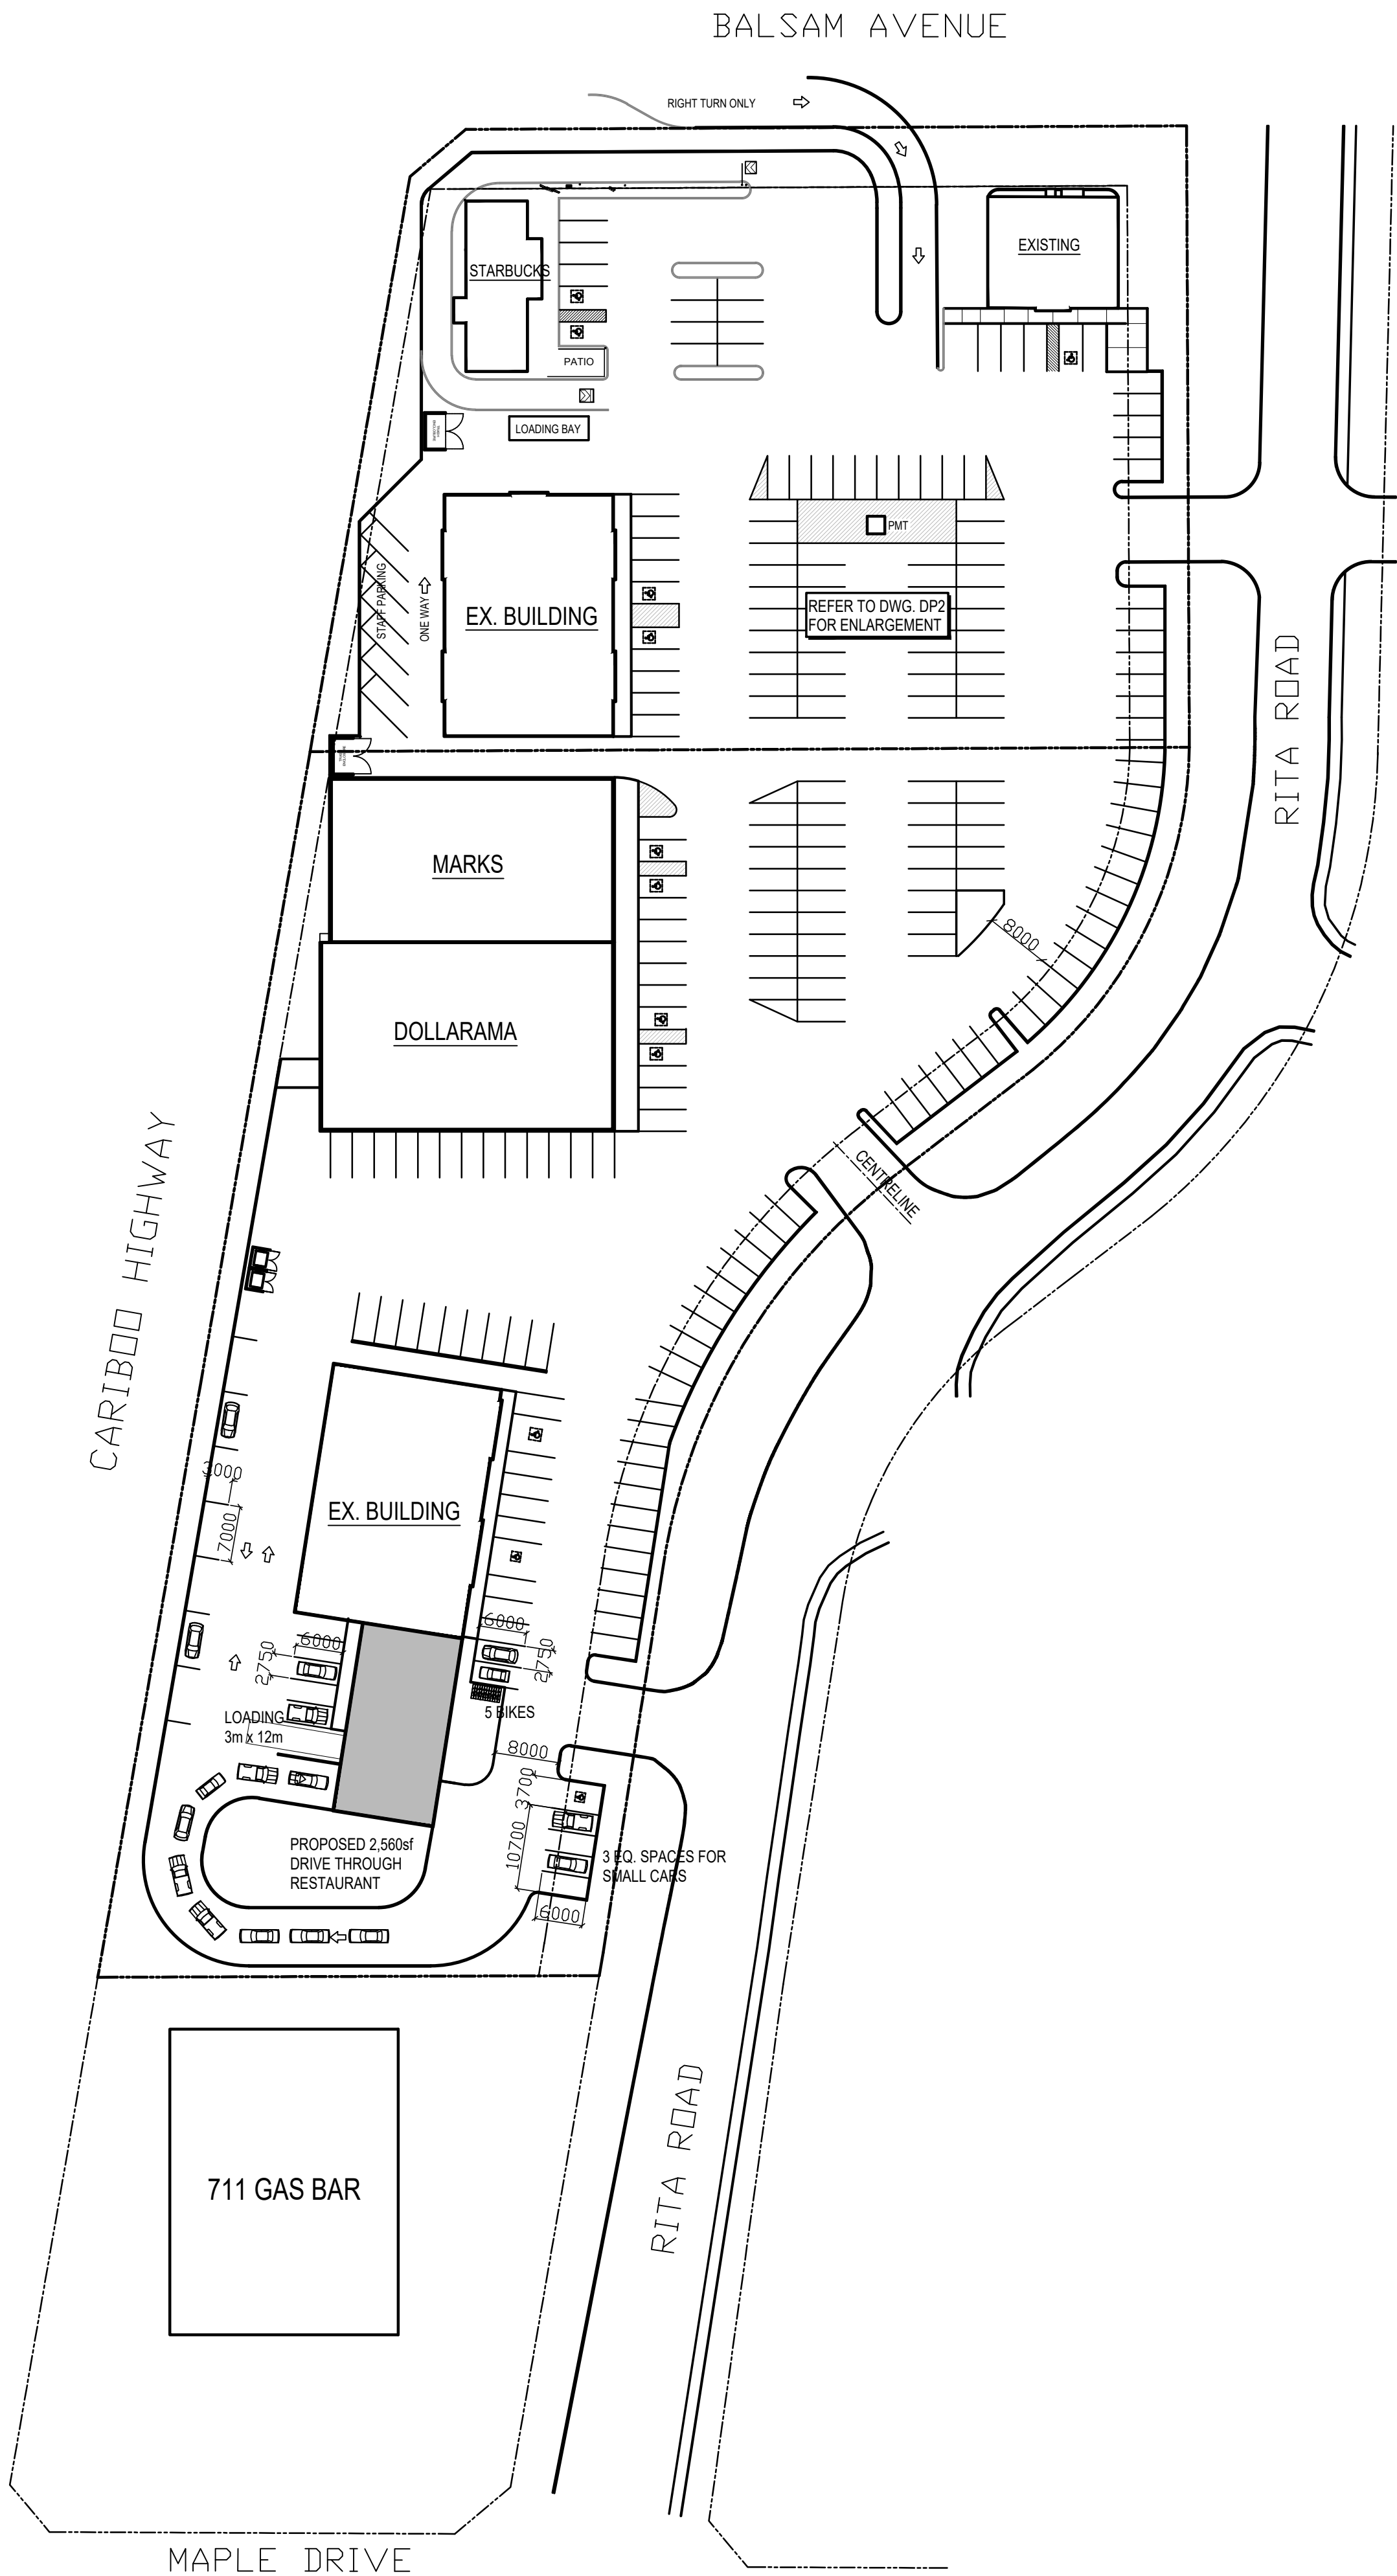 BALSAM AVENUE
RIGHT TURN ONLY
STARBUCKS
EXISTING
PATIO
LOADING BAY
PMT
STAFF PARKING
ONE WAY
EX. BUILDING
REFER TO DWG. DP2
FOR ENLARGEMENT
RITA ROAD
MARKS
8000
DOLLARAMA
CENTRELINE
CARIBOO HIGHWAY
EX. BUILDING
7000
6000
2750
6000
2750
LOADING
3m x 12m
5 BIKES
8000
3700
10700
PROPOSED 2,560sf
DRIVE THROUGH
RESTAURANT
3 EQ. SPACES FOR
SMALL CARS
6000
711 GAS BAR
RITA ROAD
MAPLE DRIVE